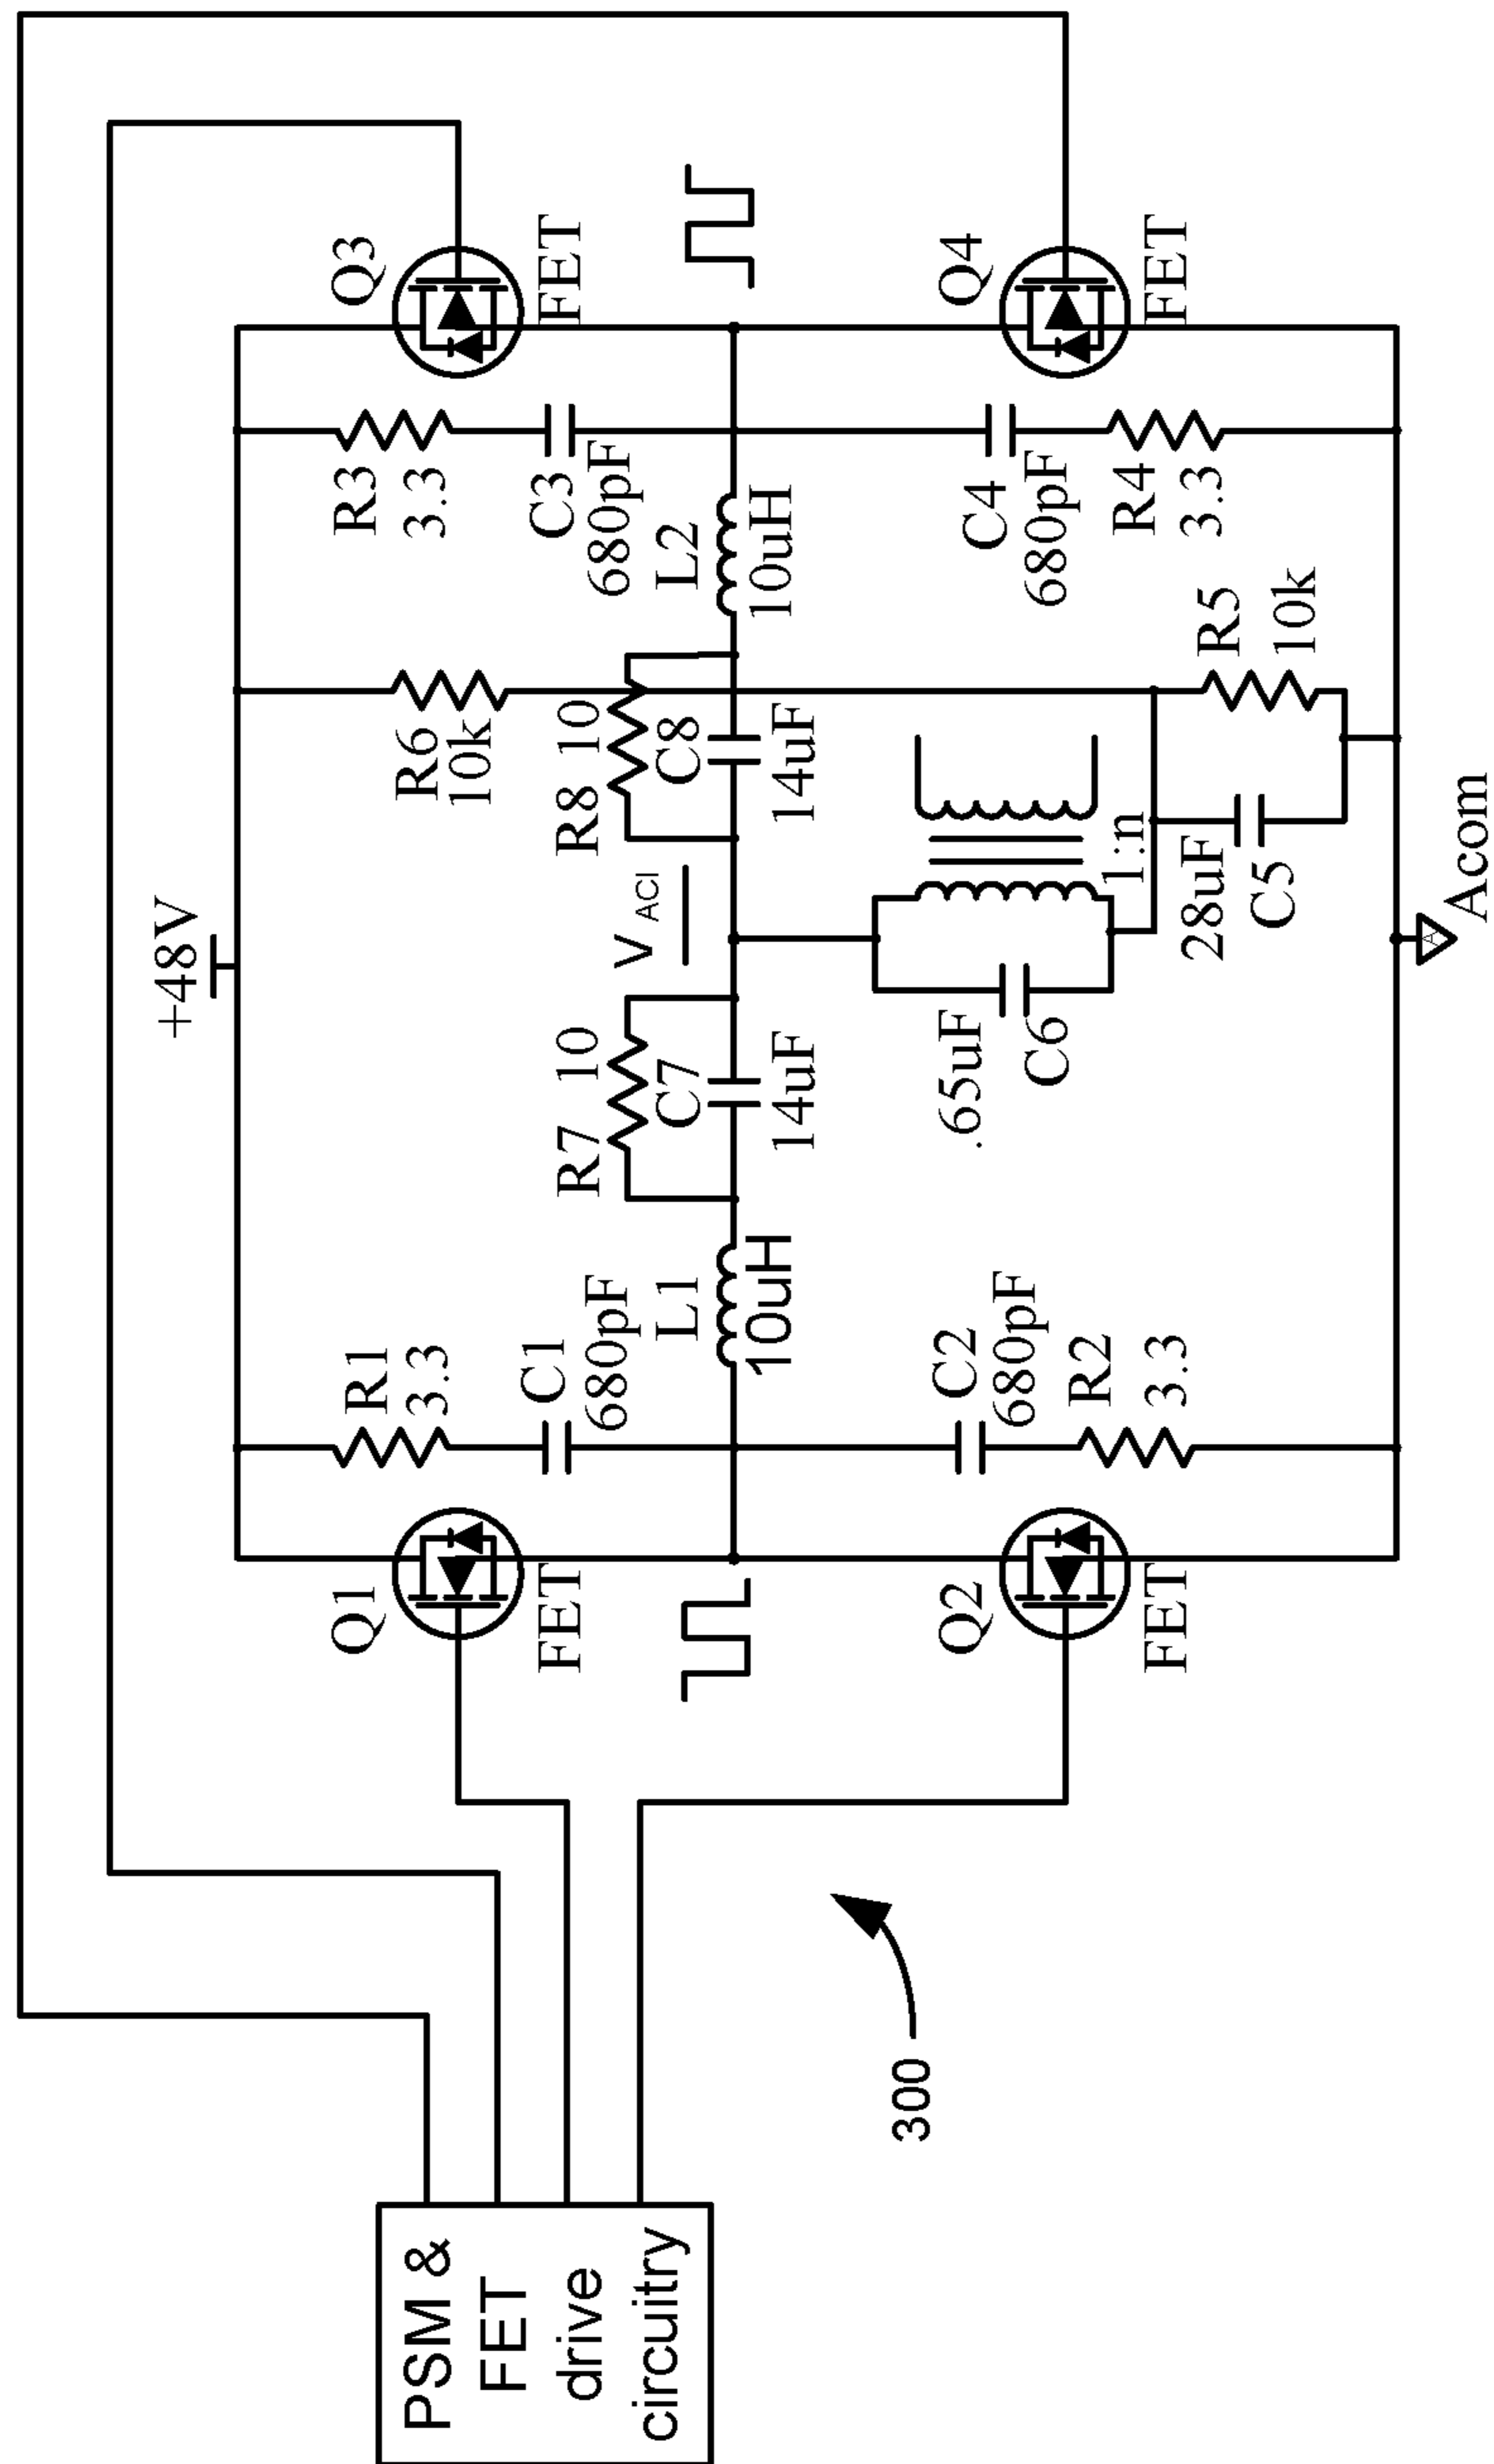 +48V
Q1
FET
R1
3.3
C1
680pF
L1
10uH
R7 10
C7
14uF
V ACI
R6
10k
R8 10
C8
14uF
L2
10uH
R3
3.3
C3
680pF
Q3
FET
Q2
FET
C2
680pF
R2
3.3
.65uF
C6
1:n
28uF
C5
R5
10k
C4
680pF
R4
3.3
Q4
FET
A
Acom
PSM &
FET
drive
circuitry
300